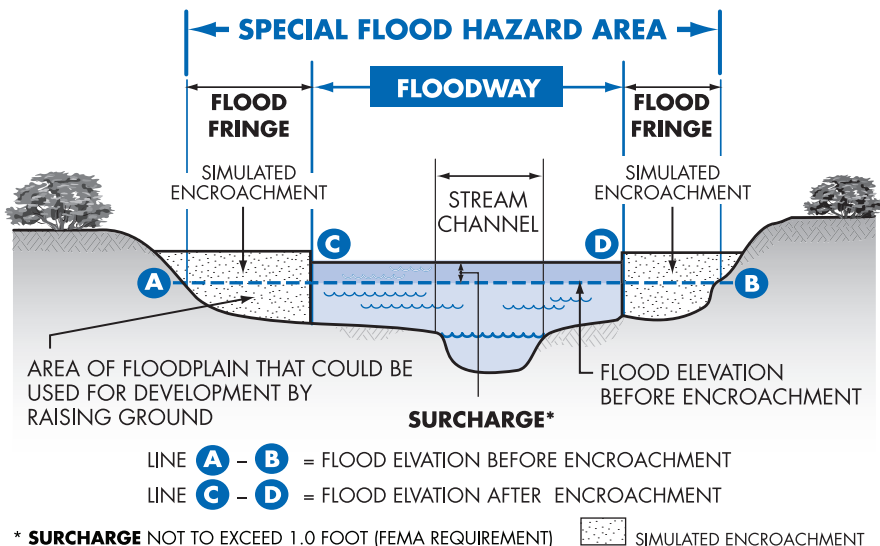 SPECIAL FLOOD HAZARD AREA
FLOOD
FRINGE
FLOODWAY
FLOOD
FRINGE
SIMULATED
ENCROACHMENT
STREAM
CHANNEL
SIMULATED
ENCROACHMENT
C
D
A
B
AREA OF FLOODPLAIN THAT COULD BE
USED FOR DEVELOPMENT BY
RAISING GROUND
SURCHARGE*
FLOOD ELEVATION
BEFORE ENCROACHMENT
LINE A – B = FLOOD ELVATION BEFORE ENCROACHMENT
LINE C – D = FLOOD ELVATION AFTER ENCROACHMENT
* SURCHARGE NOT TO EXCEED 1.0 FOOT (FEMA REQUIREMENT)
SIMULATED ENCROACHMENT